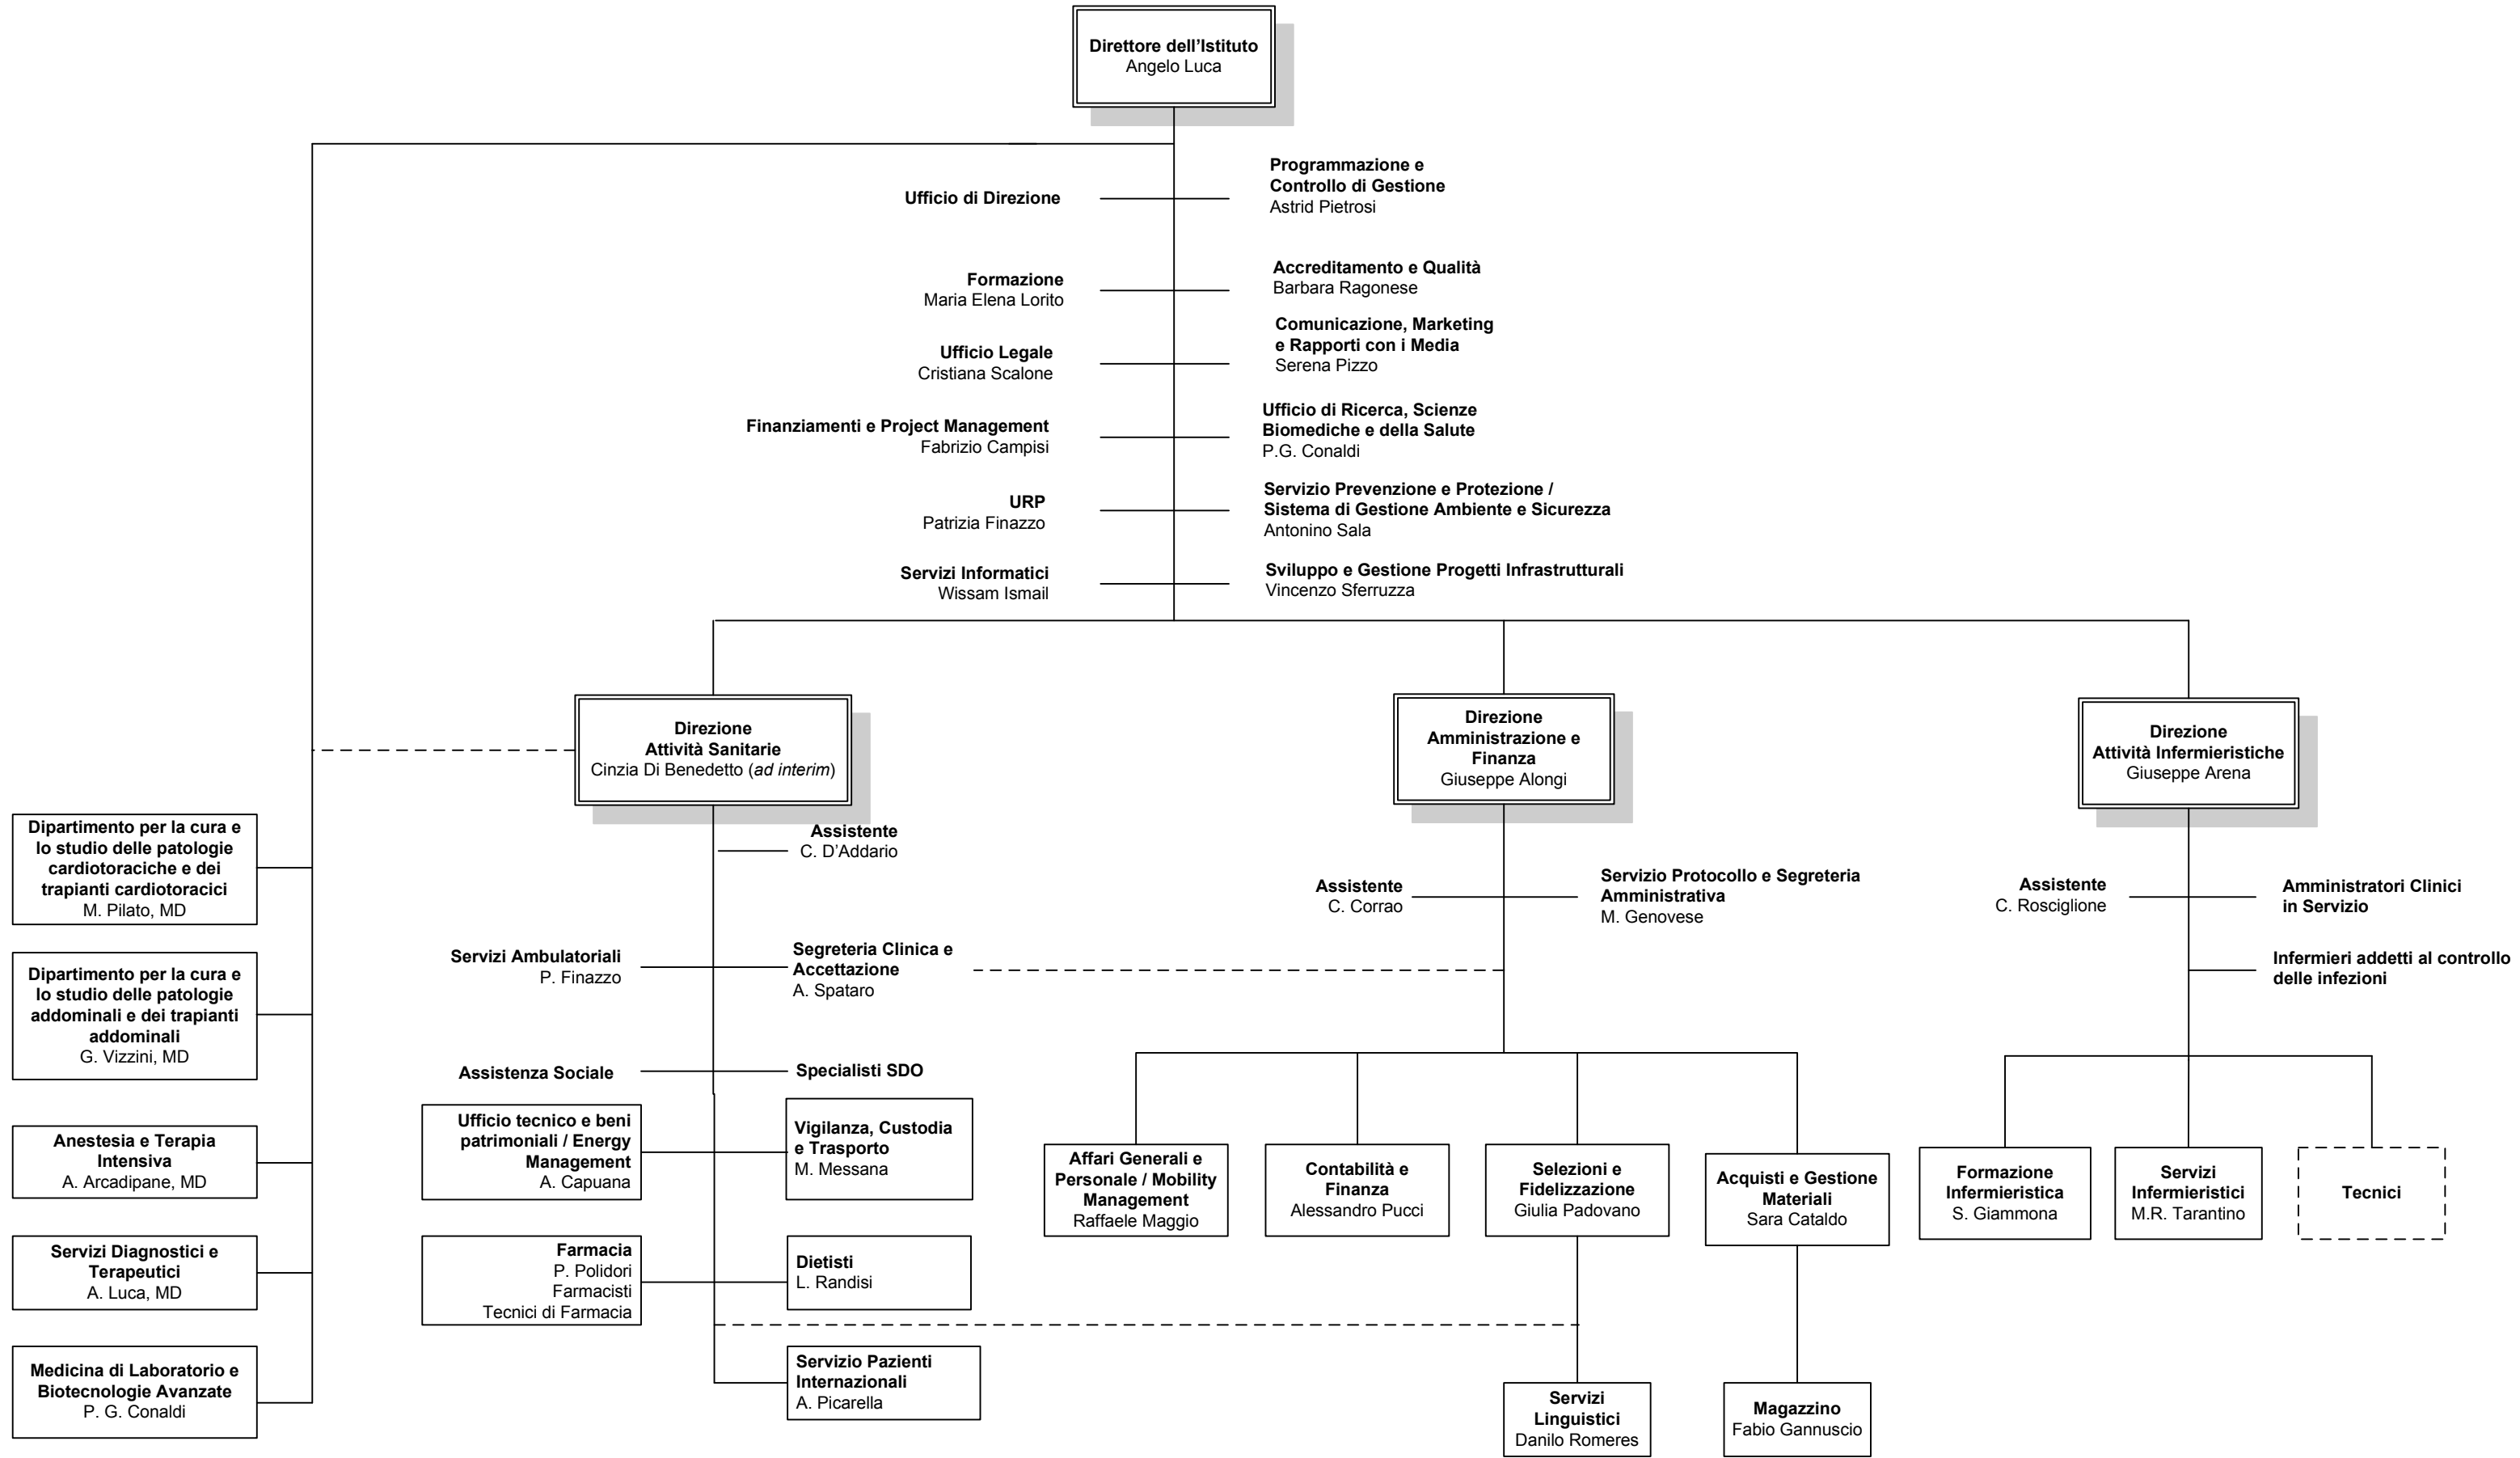 Direttore dell’Istituto
Angelo Luca
Programmazione e
Controllo di Gestione
Astrid Pietrosi
Ufficio di Direzione
Formazione
Maria Elena Lorito
Accreditamento e Qualità
Barbara Ragonese
Ufficio Legale
Cristiana Scalone
Comunicazione, Marketing
e Rapporti con i Media
Serena Pizzo
Finanziamenti e Project Management
Fabrizio Campisi
Ufficio di Ricerca, Scienze
Biomediche e della Salute
P.G. Conaldi
URP
Patrizia Finazzo
Servizio Prevenzione e Protezione /
Sistema di Gestione Ambiente e Sicurezza
Antonino Sala
Servizi Informatici
Wissam Ismail
Sviluppo e Gestione Progetti Infrastrutturali
Vincenzo Sferruzza
Direzione
Attività Sanitarie
Cinzia Di Benedetto (ad interim)
Direzione
Amministrazione e
Finanza
Giuseppe Alongi
Direzione
Attività Infermieristiche
Giuseppe Arena
Dipartimento per la cura e
lo studio delle patologie
cardiotoraciche e dei
trapianti cardiotoracici
M. Pilato, MD
Dipartimento per la cura e
lo studio delle patologie
addominali e dei trapianti
addominali
G. Vizzini, MD
Anestesia e Terapia
Intensiva
A. Arcadipane, MD
Servizi Diagnostici e
Terapeutici
A. Luca, MD
Medicina di Laboratorio e
Biotecnologie Avanzate
P. G. Conaldi
Assistente
C. D’Addario
Servizi Ambulatoriali
P. Finazzo
Segreteria Clinica e
Accettazione
A. Spataro
Assistenza Sociale
Specialisti SDO
Ufficio tecnico e beni
patrimoniali / Energy
Management
A. Capuana
Vigilanza, Custodia
e Trasporto
M. Messana
Farmacia
P. Polidori
Farmacisti
Tecnici di Farmacia
Dietisti
L. Randisi
Servizio Pazienti
Internazionali
A. Picarella
Assistente
C. Corrao
Servizio Protocollo e Segreteria
Amministrativa
M. Genovese
Affari Generali e
Personale / Mobility
Management
Raffaele Maggio
Contabilità e
Finanza
Alessandro Pucci
Selezioni e
Fidelizzazione
Giulia Padovano
Acquisti e Gestione
Materiali
Sara Cataldo
Servizi
Linguistici
Danilo Romeres
Magazzino
Fabio Gannuscio
Assistente
C. Rosciglione
Amministratori Clinici
in Servizio
Infermieri addetti al controllo
delle infezioni
Formazione
Infermieristica
S. Giammona
Servizi
Infermieristici
M.R. Tarantino
Tecnici